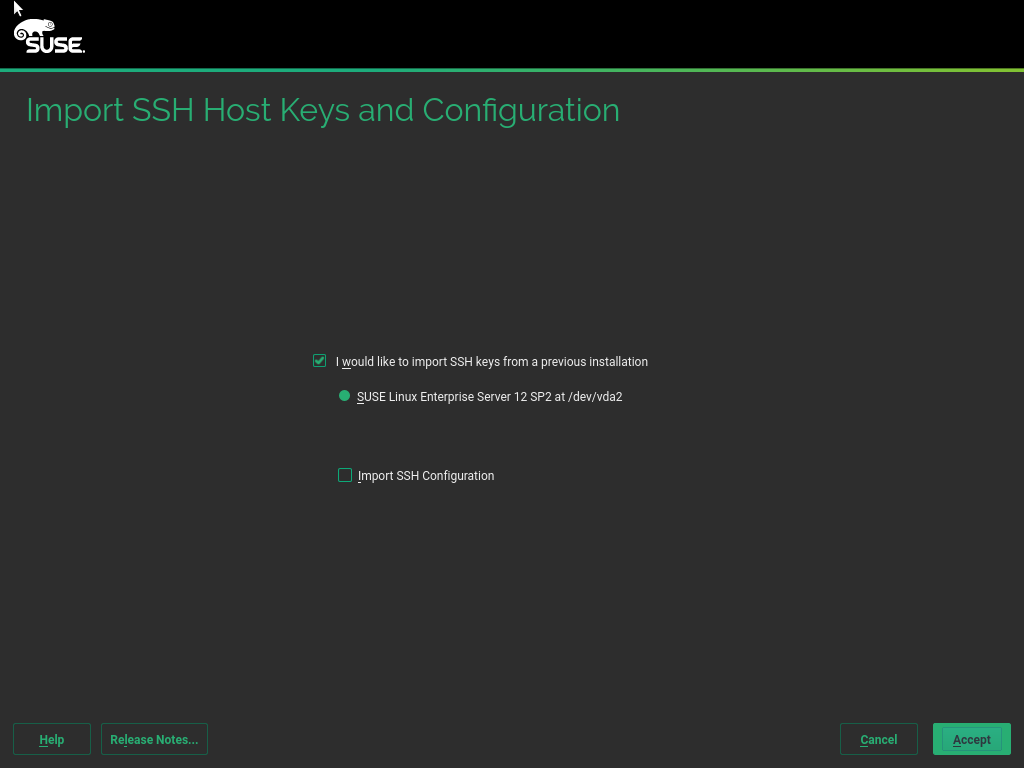 SUSE.
Import SSH Host Keys and Configuration
I would like to import SSH keys from a previous installation
SUSE Linux Enterprise Server 12 SP2 at /dev/vda2
Import SSH Configuration
Help
Release Notes...
Cancel
Accept